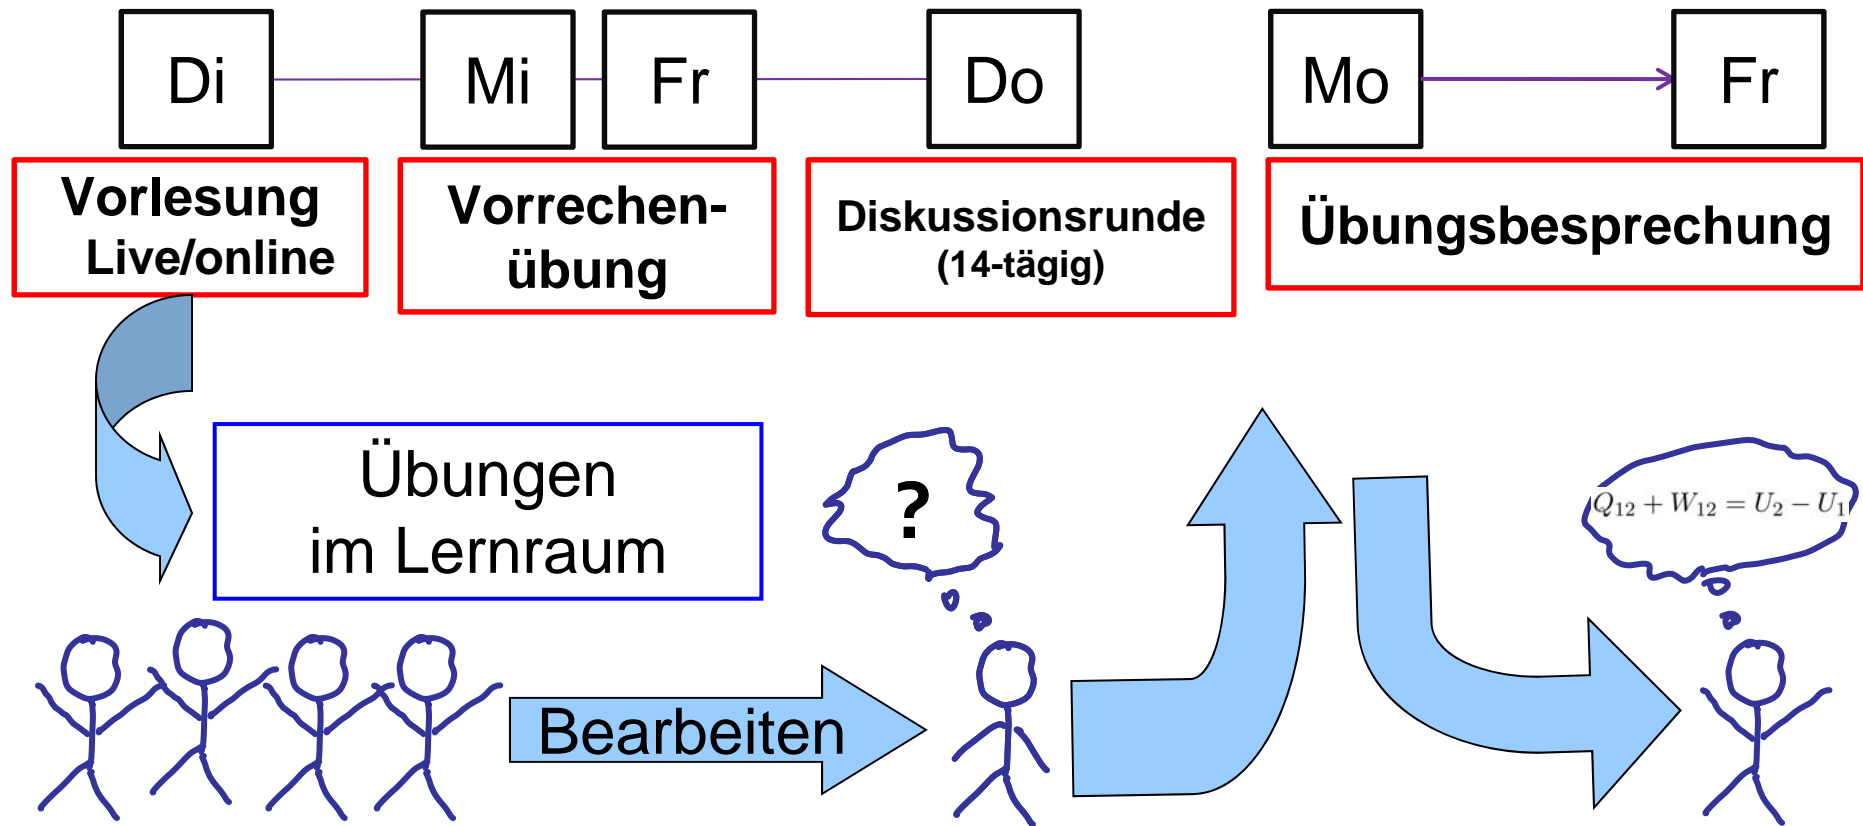 Di
Mi
Fr
Do
Mo
Fr
Vorlesung
Live/online
Vorrechen-
übung
Diskussionsrunde
(14-tägig)
Übungsbesprechung
Übungen
im Lernraum
?
Q₁₂ + W₁₂ = U₂ − U₁
Bearbeiten